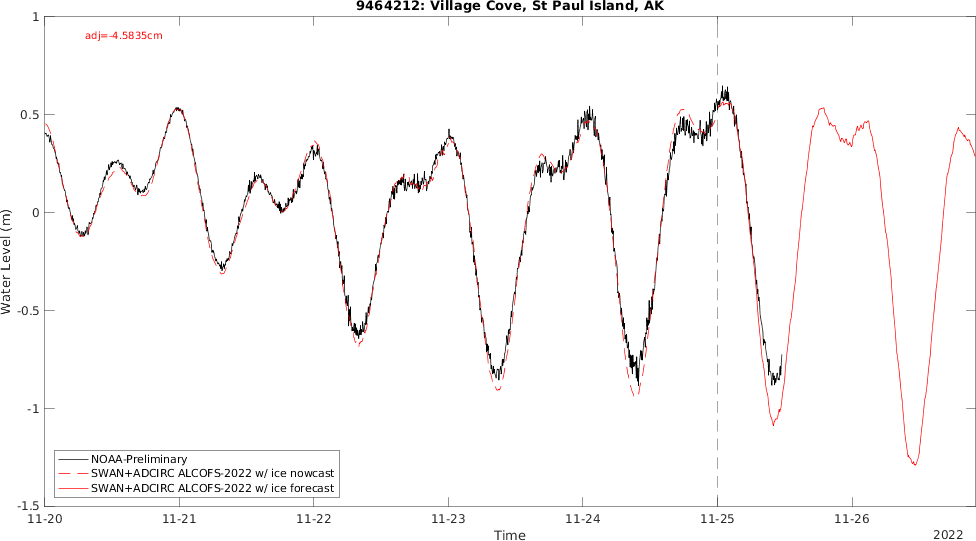 9464212: Village Cove, St Paul Island, AK
adj=-4.5835cm
1
0.5
0
-0.5
-1
-1.5
Water Level (m)
NOAA-Preliminary
SWAN+ADCIRC ALCOFS-2022 w/ ice nowcast
SWAN+ADCIRC ALCOFS-2022 w/ ice forecast
11-20 11-21 11-22 11-23 11-24 11-25 11-26
Time
2022